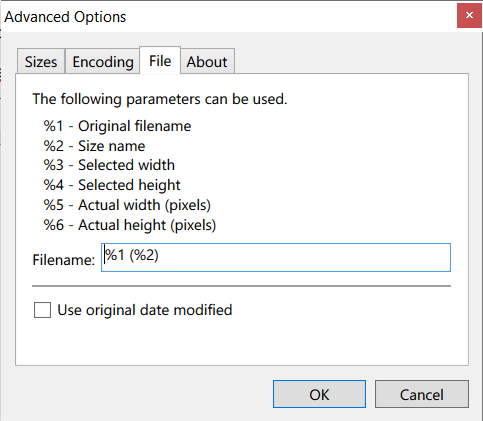 Advanced Options
Sizes Encoding File About
The following parameters can be used.
%1 - Original filename
%2 - Size name
%3 - Selected width
%4 - Selected height
%5 - Actual width (pixels)
%6 - Actual height (pixels)
Filename: %1 (%2)
Use original date modified
OK Cancel